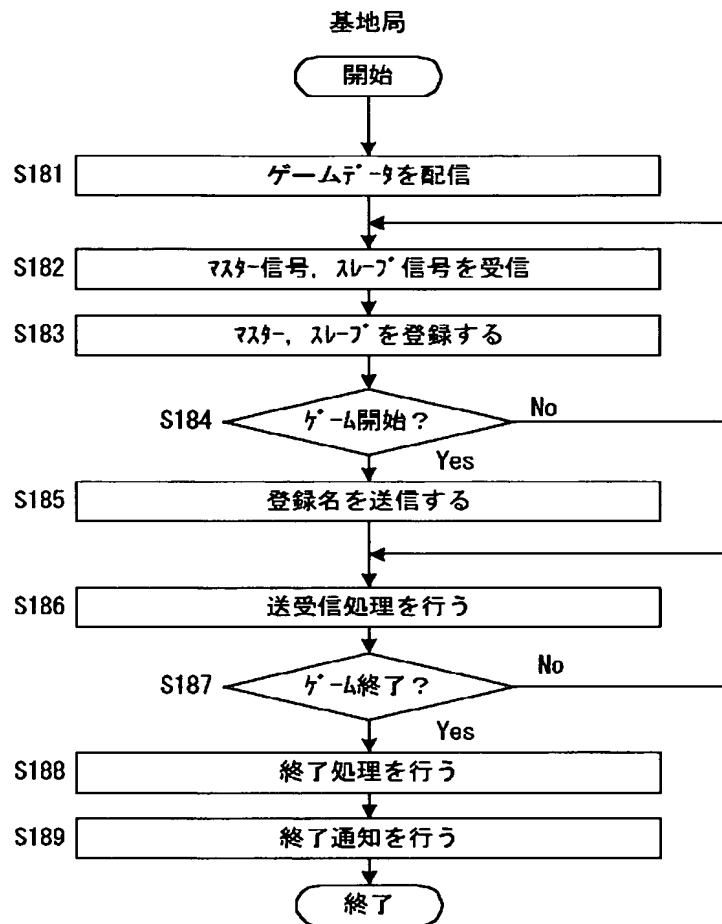 基地局
開始
S181 ゲームデータを配信
S182 マスター信号，スレーブ信号を受信
S183 マスター，スレーブを登録する
S184 ゲーム開始？ No
Yes
S185 登録名を送信する
S186 送受信処理を行う
S187 ゲーム終了？ No
Yes
S188 終了処理を行う
S189 終了通知を行う
終了